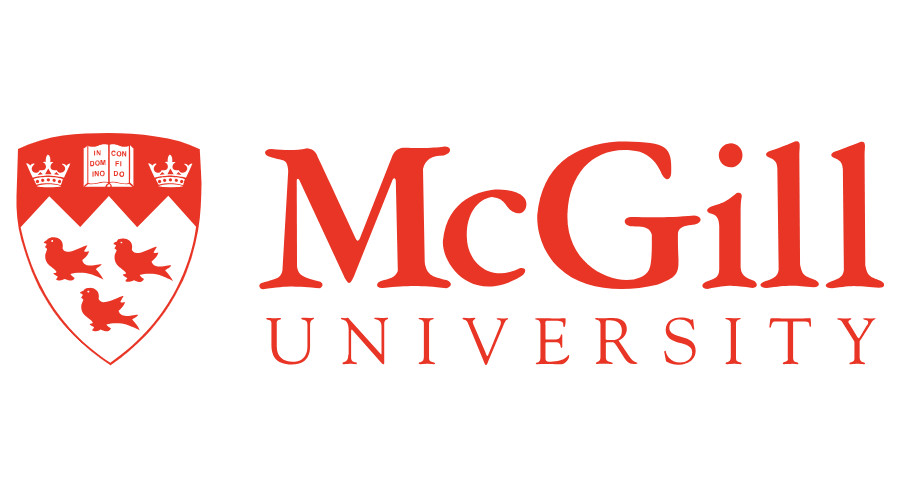 IN CON
DOM FI
INO DO
McGill
UNIVERSITY